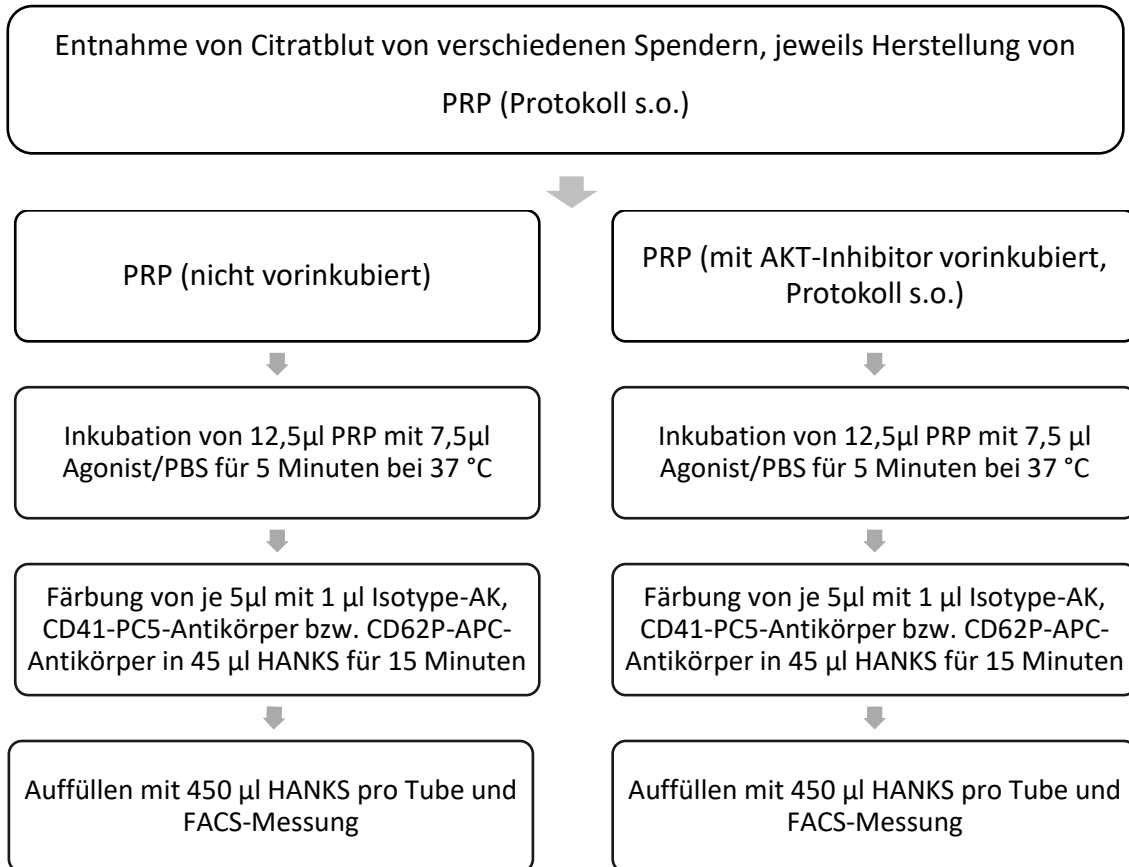 Entnahme von Citratblut von verschiedenen Spendern, jeweils Herstellung von
PRP (Protokoll s.o.)
PRP (nicht vorinkubiert)
PRP (mit AKT-Inhibitor vorinkubiert,
Protokoll s.o.)
Inkubation von 12,5µl PRP mit 7,5µl
Agonist/PBS für 5 Minuten bei 37 °C
Inkubation von 12,5µl PRP mit 7,5 µl
Agonist/PBS für 5 Minuten bei 37 °C
Färbung von je 5µl mit 1 µl Isotype-AK,
CD41-PC5-Antikörper bzw. CD62P-APC-
Antikörper in 45 µl HANKS für 15 Minuten
Färbung von je 5µl mit 1 µl Isotype-AK,
CD41-PC5-Antikörper bzw. CD62P-APC-
Antikörper in 45 µl HANKS für 15 Minuten
Auffüllen mit 450 µl HANKS pro Tube und
FACS-Messung
Auffüllen mit 450 µl HANKS pro Tube und
FACS-Messung